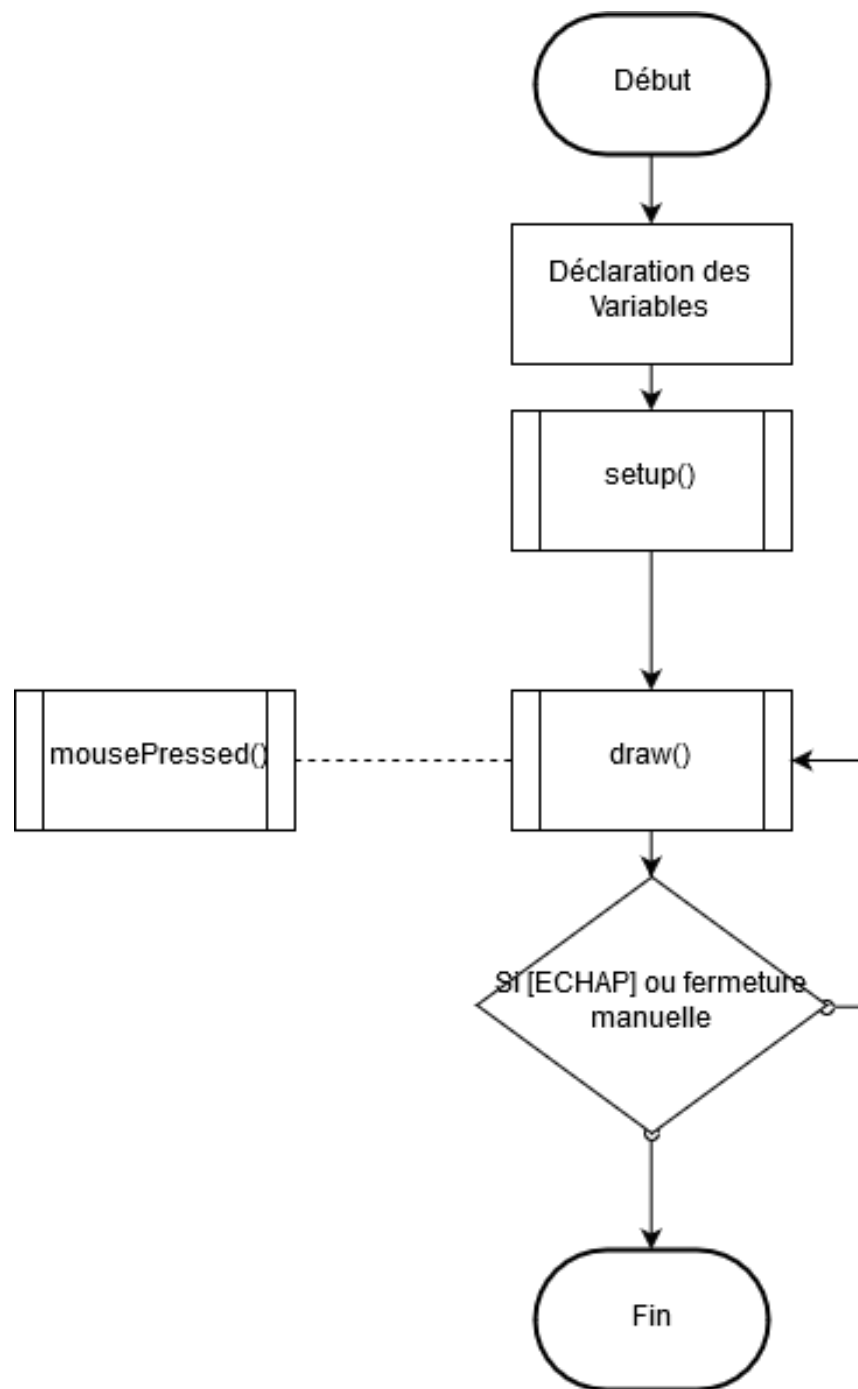 Début
Déclaration des
Variables
setup()
mousePressed()
draw()
Si [ECHAP] ou fermeture
manuelle
Fin